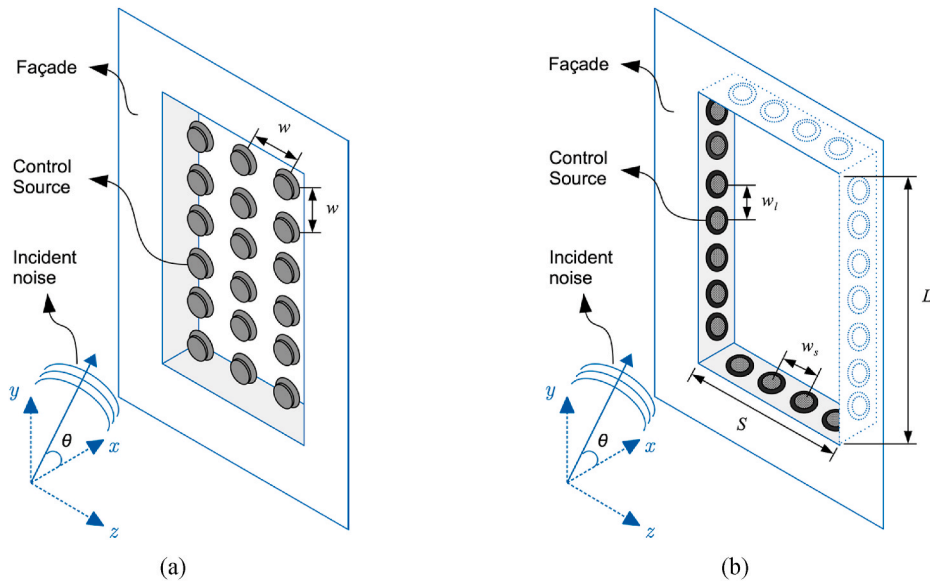 Façade
Control
Source
Incident
noise
w
w
y
x
θ
z
(a)
Façade
Control
Source
Incident
noise
w_l
w_s
L
S
y
x
θ
z
(b)